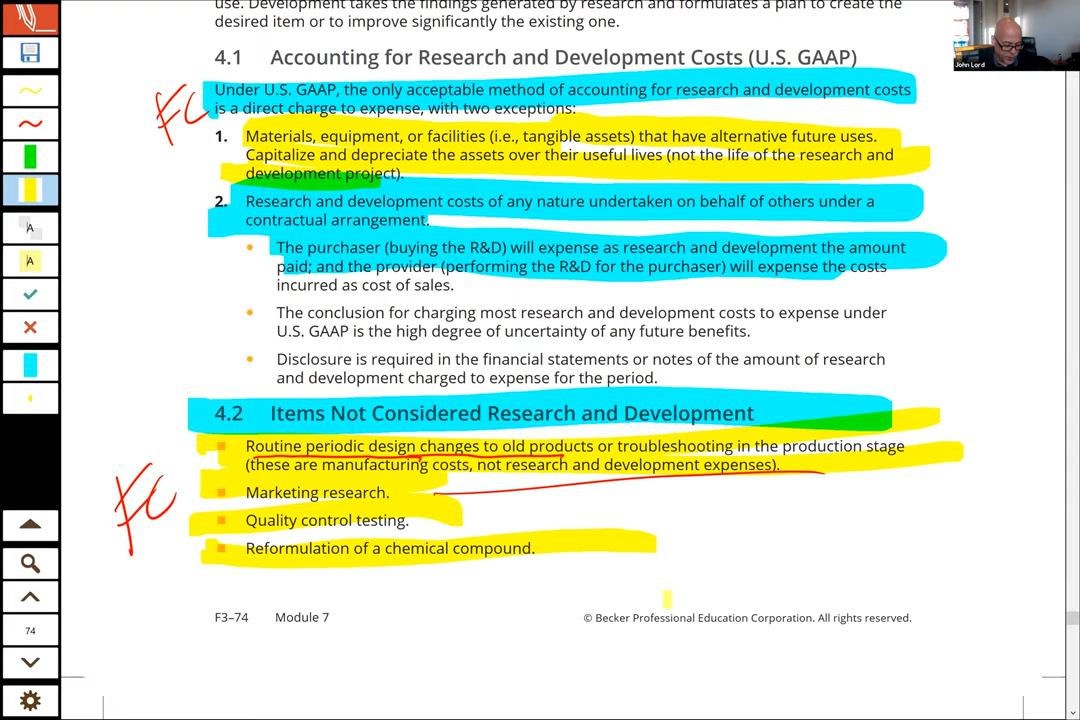 use. Development takes the findings generated by research and formulates a plan to create the
desired item or to improve significantly the existing one.
4.1 Accounting for Research and Development Costs (U.S. GAAP)
FC
Under U.S. GAAP, the only acceptable method of accounting for research and development costs
is a direct charge to expense, with two exceptions:
1. Materials, equipment, or facilities (i.e., tangible assets) that have alternative future uses.
Capitalize and depreciate the assets over their useful lives (not the life of the research and
development project).
2. Research and development costs of any nature undertaken on behalf of others under a
contractual arrangement.
• The purchaser (buying the R&D) will expense as research and development the amount
paid; and the provider (performing the R&D for the purchaser) will expense the costs
incurred as cost of sales.
• The conclusion for charging most research and development costs to expense under
U.S. GAAP is the high degree of uncertainty of any future benefits.
• Disclosure is required in the financial statements or notes of the amount of research
and development charged to expense for the period.
4.2 Items Not Considered Research and Development
■ Routine periodic design changes to old products or troubleshooting in the production stage
(these are manufacturing costs, not research and development expenses).
FC
■ Marketing research.
■ Quality control testing.
■ Reformulation of a chemical compound.
F3–74 Module 7 © Becker Professional Education Corporation. All rights reserved.
A
A
74
John Lord